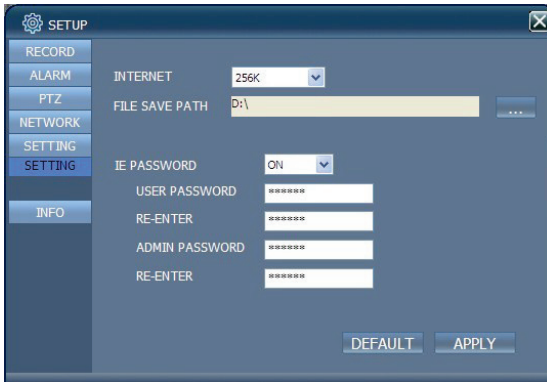 SETUP
RECORD
ALARM
PTZ
NETWORK
SETTING
SETTING
INFO
INTERNET 256K
FILE SAVE PATH D:\ ...
IE PASSWORD ON
USER PASSWORD ******
RE-ENTER ******
ADMIN PASSWORD ******
RE-ENTER ******
DEFAULT APPLY